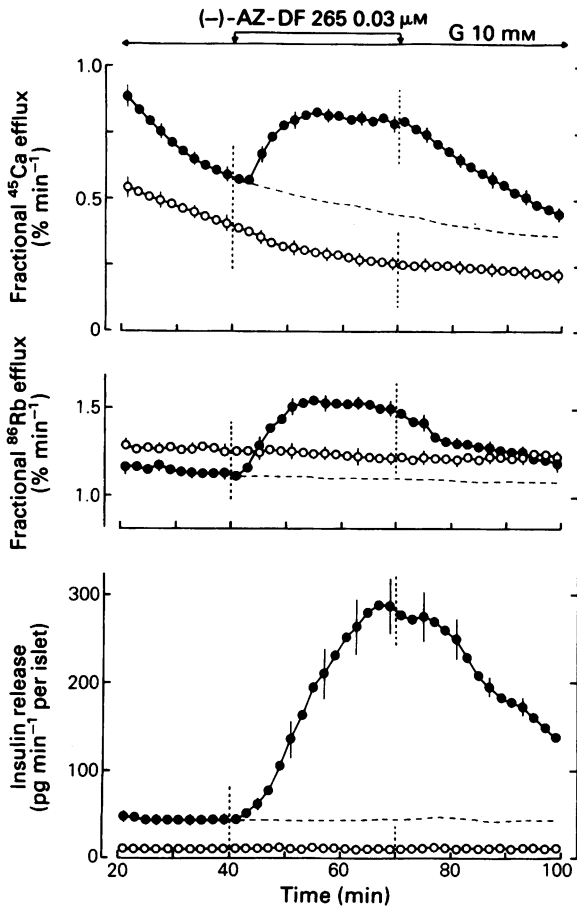 (−)-AZ-DF 265 0.03 μM
G 10 mM
Fractional ⁴⁵Ca efflux
(% min⁻¹)
1.0
0.5
0
Fractional ⁸⁶Rb efflux
(% min⁻¹)
1.5
1.0
Insulin release
(pg min⁻¹ per islet)
300
200
100
0
20 40 60 80 100
Time (min)